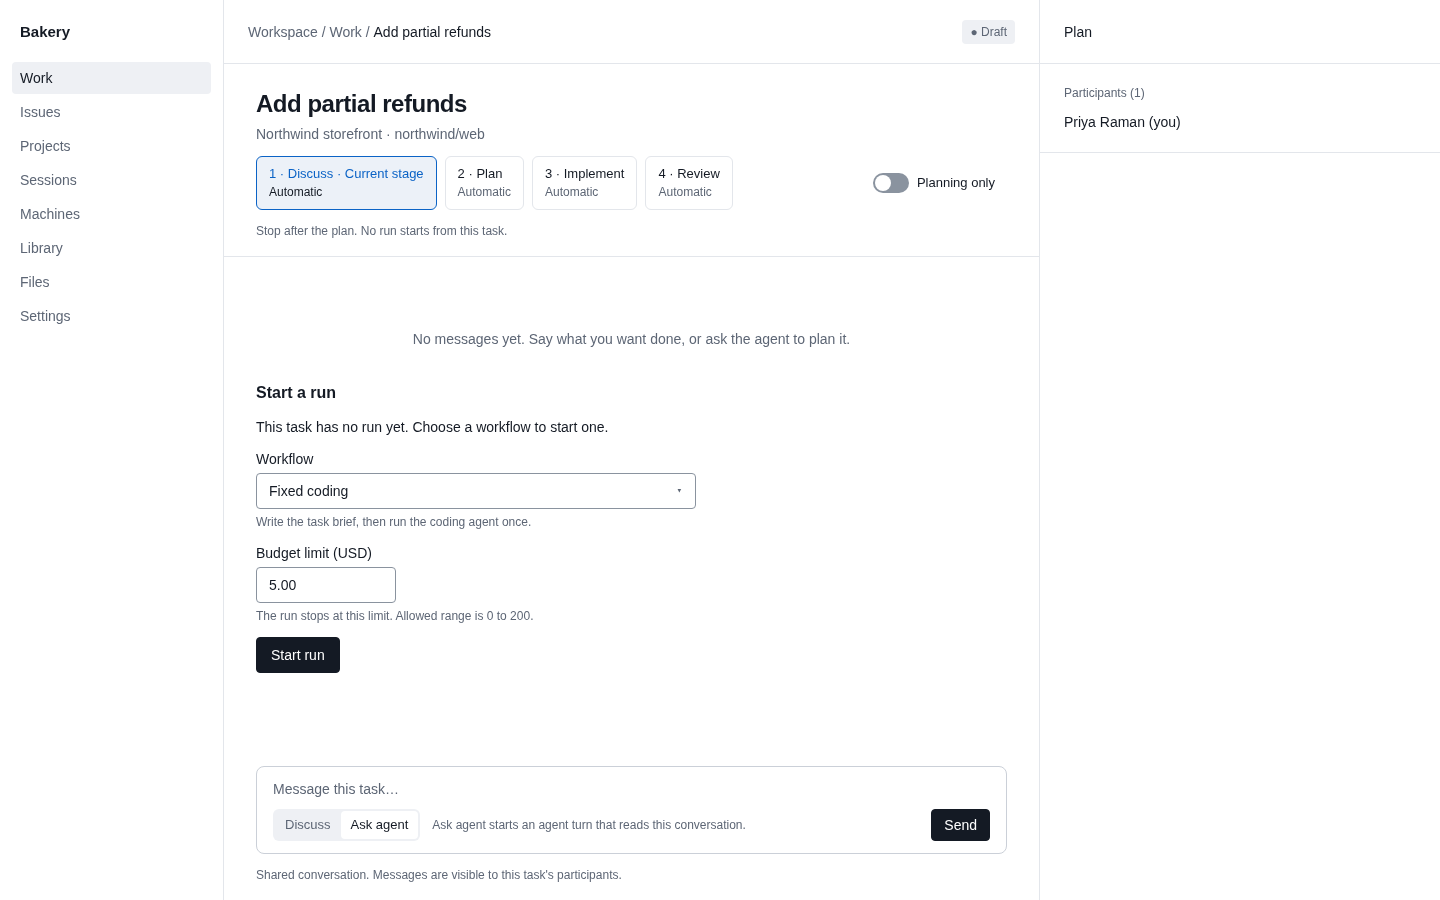 Bakery
Work
Issues
Projects
Sessions
Machines
Library
Files
Settings
Workspace / Work / Add partial refunds
● Draft
Add partial refunds
Northwind storefront · northwind/web
1 · Discuss · Current stage
Automatic
2 · Plan
Automatic
3 · Implement
Automatic
4 · Review
Automatic
Planning only
Stop after the plan. No run starts from this task.
No messages yet. Say what you want done, or ask the agent to plan it.
Start a run
This task has no run yet. Choose a workflow to start one.
Workflow
Fixed coding
Write the task brief, then run the coding agent once.
Budget limit (USD)
5.00
The run stops at this limit. Allowed range is 0 to 200.
Start run
Message this task…
Discuss
Ask agent
Ask agent starts an agent turn that reads this conversation.
Send
Shared conversation. Messages are visible to this task's participants.
Plan
Participants (1)
Priya Raman (you)